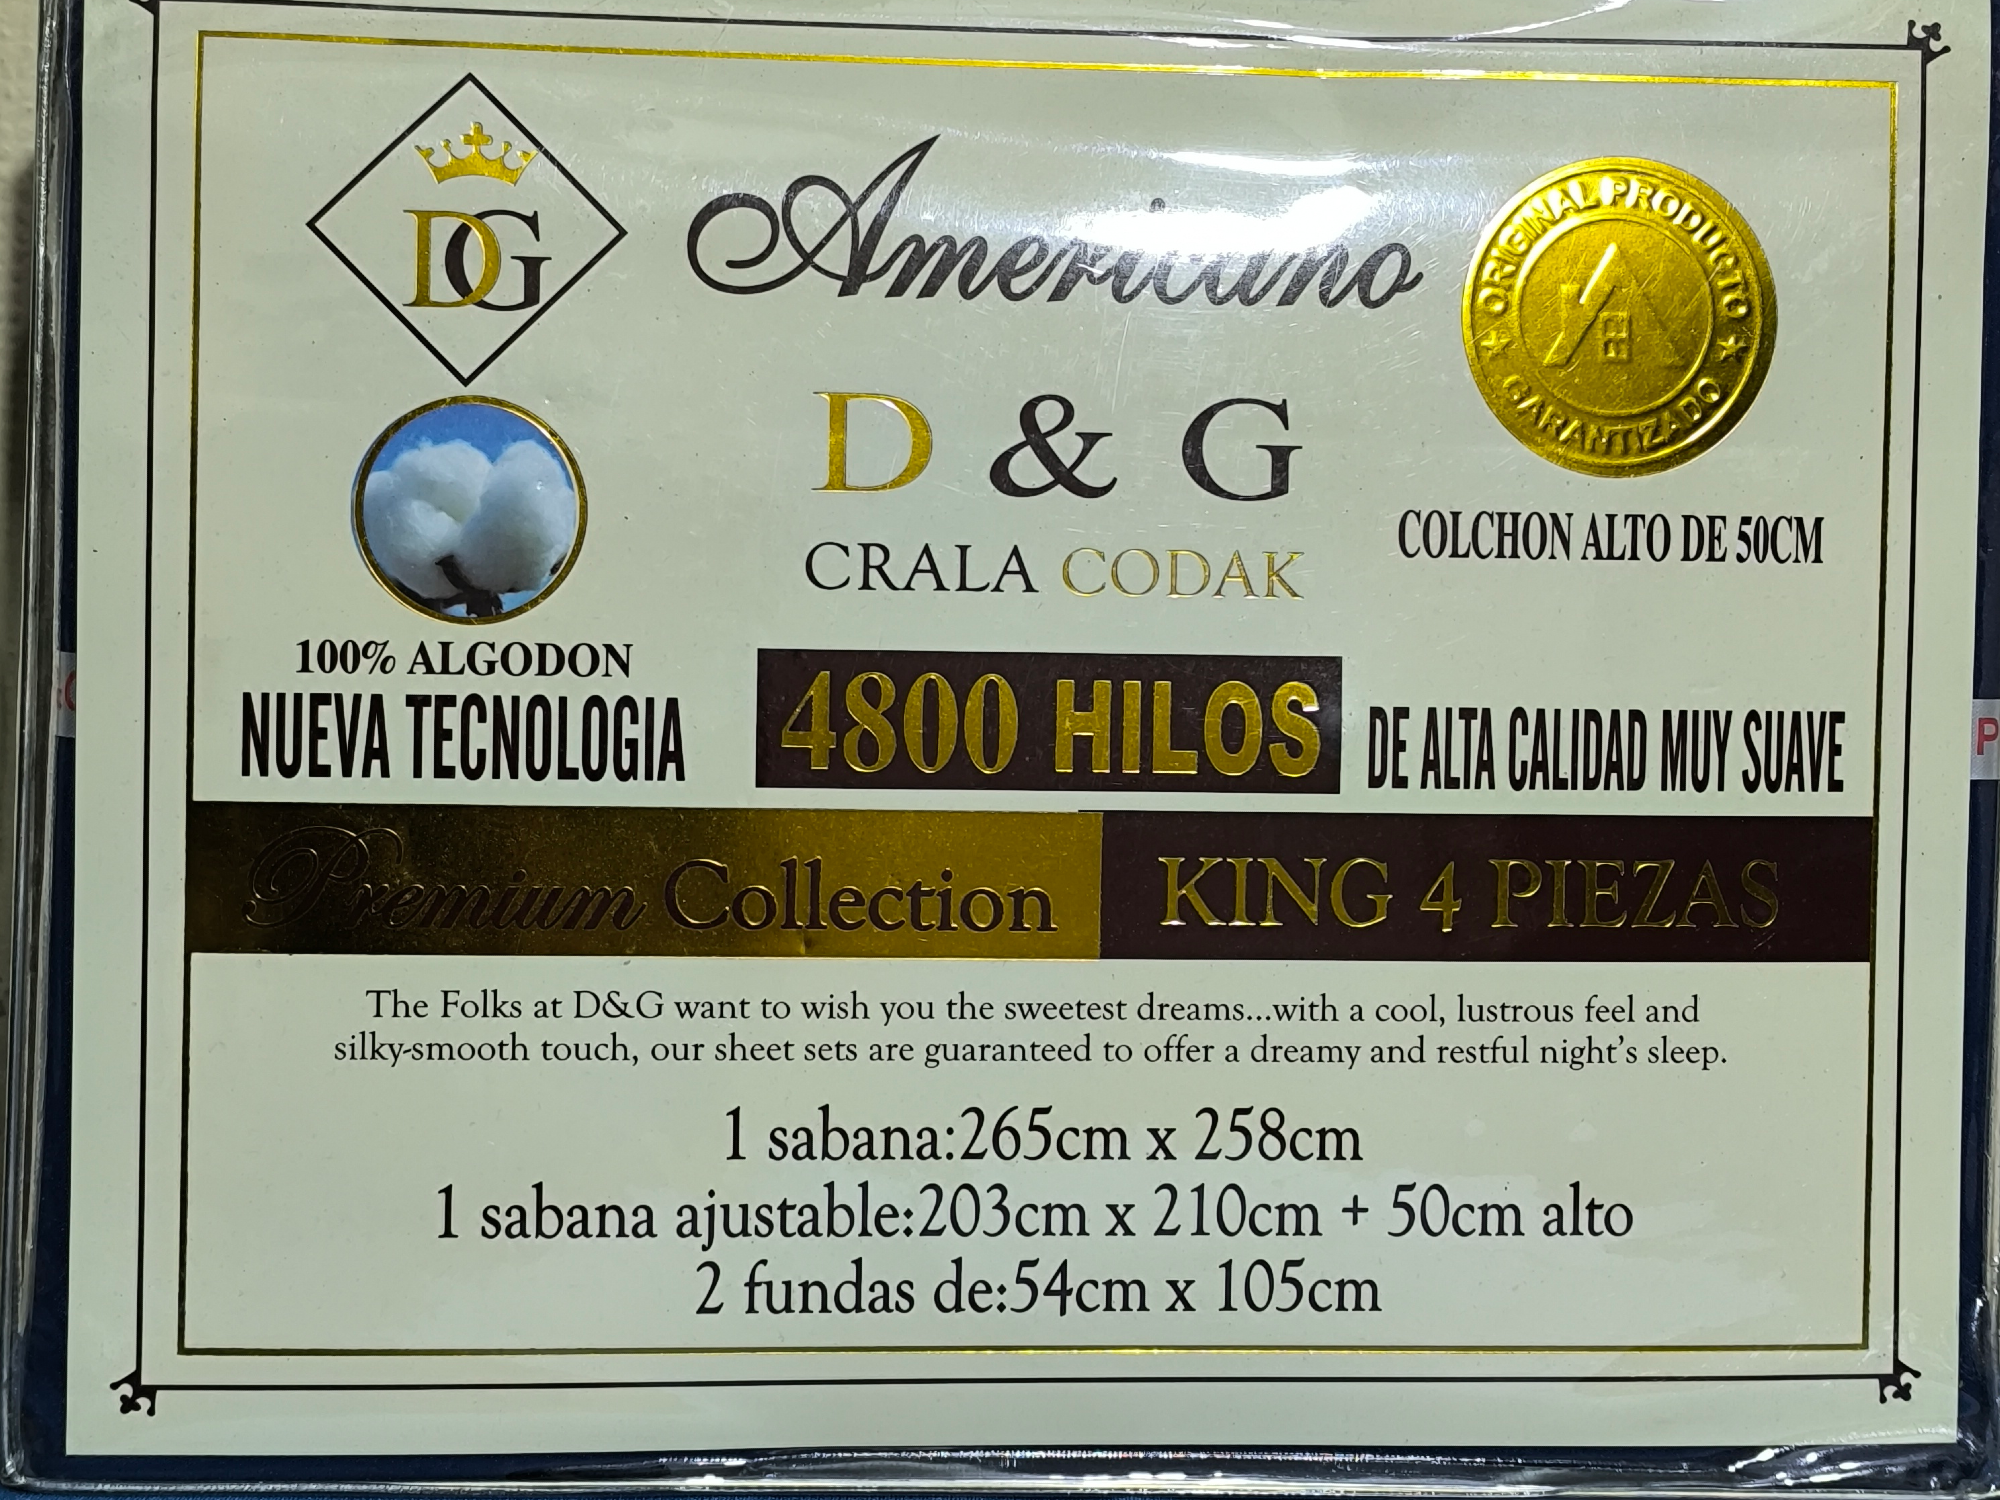 DG
Americano
ORIGINAL PRODUCTO
GARANTIZADO
D & G
CRALA CODAK
COLCHON ALTO DE 50CM
100% ALGODON
NUEVA TECNOLOGIA
4800 HILOS
DE ALTA CALIDAD MUY SUAVE
Premium Collection
KING 4 PIEZAS
The Folks at D&G want to wish you the sweetest dreams...with a cool, lustrous feel and
silky-smooth touch, our sheet sets are guaranteed to offer a dreamy and restful night's sleep.
1 sabana:265cm x 258cm
1 sabana ajustable:203cm x 210cm + 50cm alto
2 fundas de:54cm x 105cm